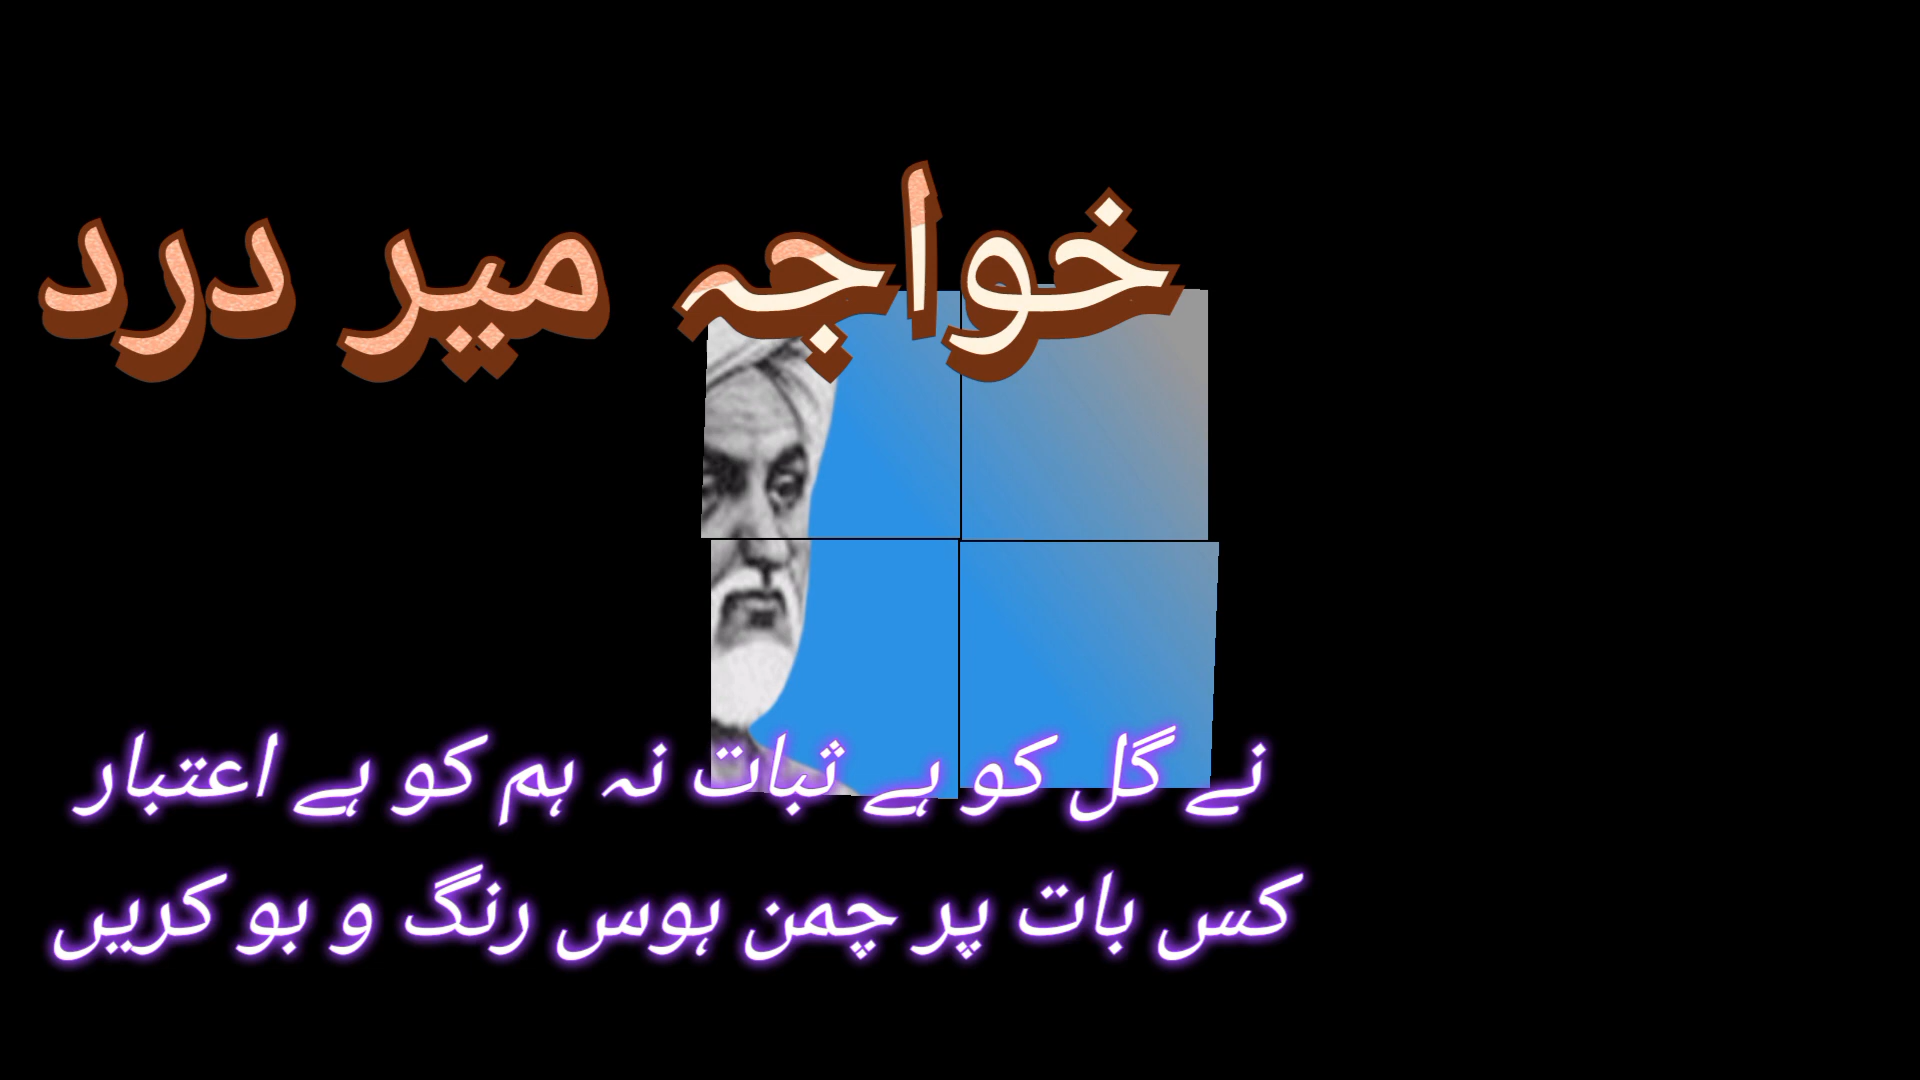 خواجہ میر درد
نے گل کو ہے ثبات نہ ہم کو ہے اعتبار
کس بات پر چمن ہوس رنگ و بو کریں